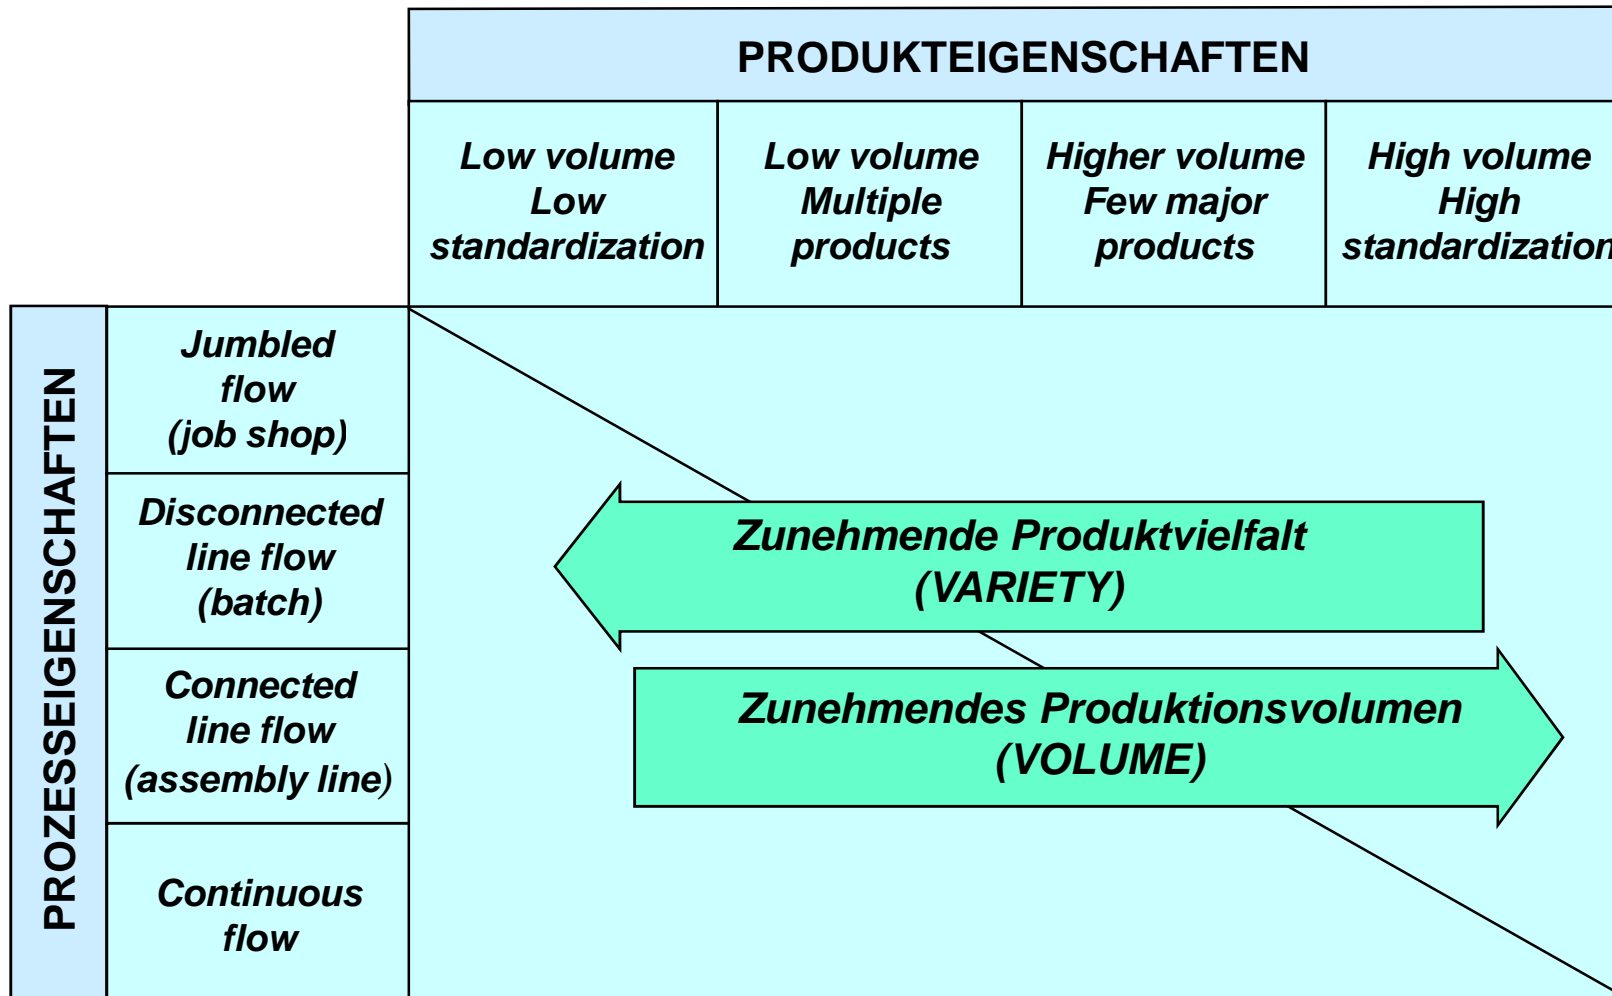 PRODUKTEIGENSCHAFTEN
Low volume
Low
standardization
Low volume
Multiple
products
Higher volume
Few major
products
High volume
High
standardization
PROZESSEIGENSCHAFTEN
Jumbled
flow
(job shop)
Disconnected
line flow
(batch)
Connected
line flow
(assembly line)
Continuous
flow
Zunehmende Produktvielfalt
(VARIETY)
Zunehmendes Produktionsvolumen
(VOLUME)